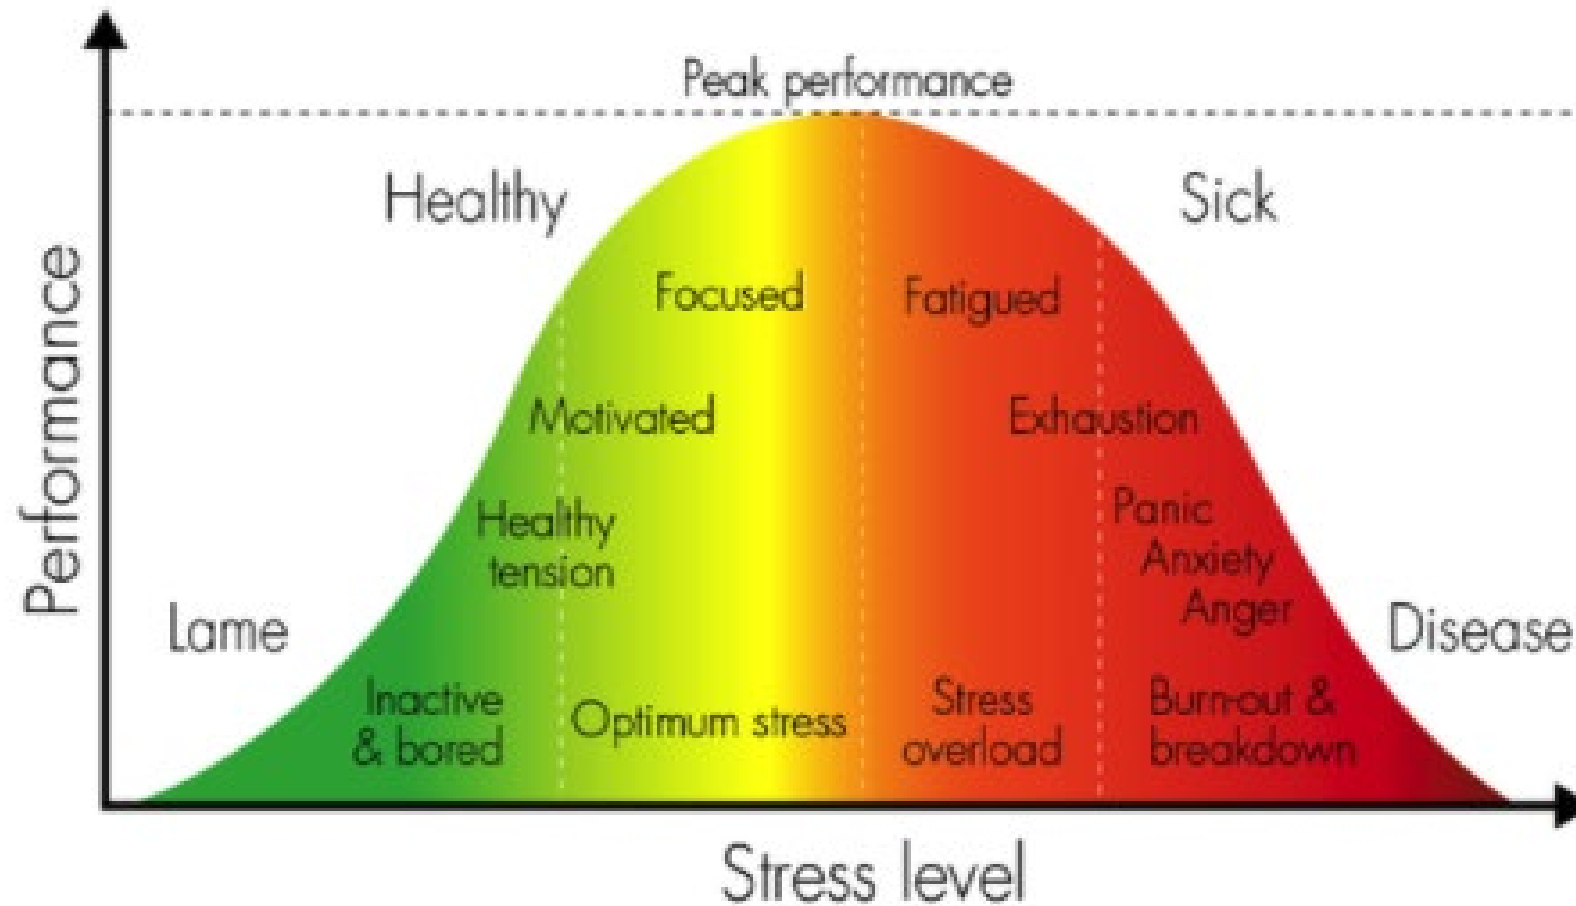 Peak performance
Healthy
Sick
Focused
Fatigued
Motivated
Exhaustion
Healthy
tension
Panic
Anxiety
Anger
Lame
Disease
Inactive
& bored
Optimum stress
Stress
overload
Burn-out &
breakdown
Performance
Stress level